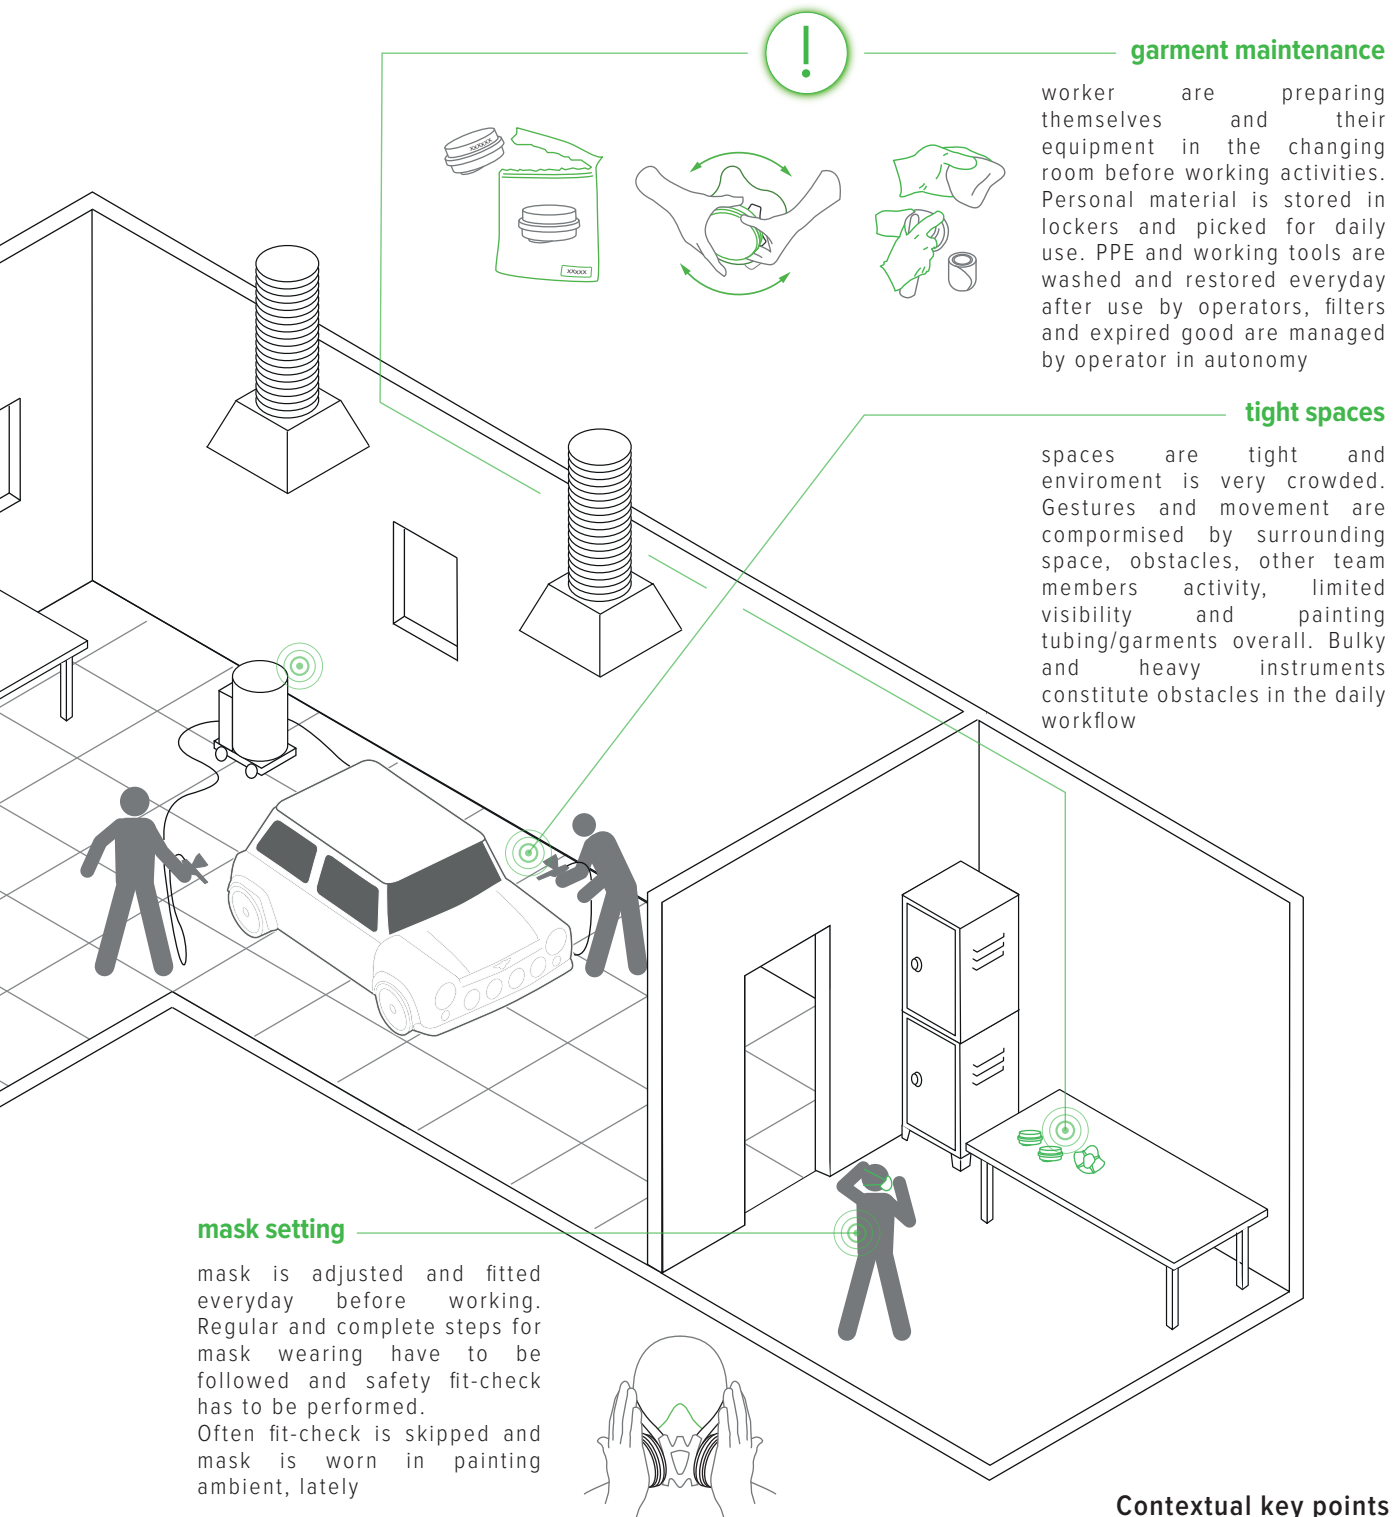 garment maintenance
worker are preparing
themselves and their
equipment in the changing
room before working activities.
Personal material is stored in
lockers and picked for daily
use. PPE and working tools are
washed and restored everyday
after use by operators, filters
and expired good are managed
by operator in autonomy
XXXXXX
XXXXX
tight spaces
spaces are tight and
enviroment is very crowded.
Gestures and movement are
compormised by surrounding
space, obstacles, other team
members activity, limited
visibility and painting
tubing/garments overall. Bulky
and heavy instruments
constitute obstacles in the daily
workflow
mask setting
mask is adjusted and fitted
everyday before working.
Regular and complete steps for
mask wearing have to be
followed and safety fit-check
has to be performed.
Often fit-check is skipped and
mask is worn in painting
ambient, lately
Contextual key points